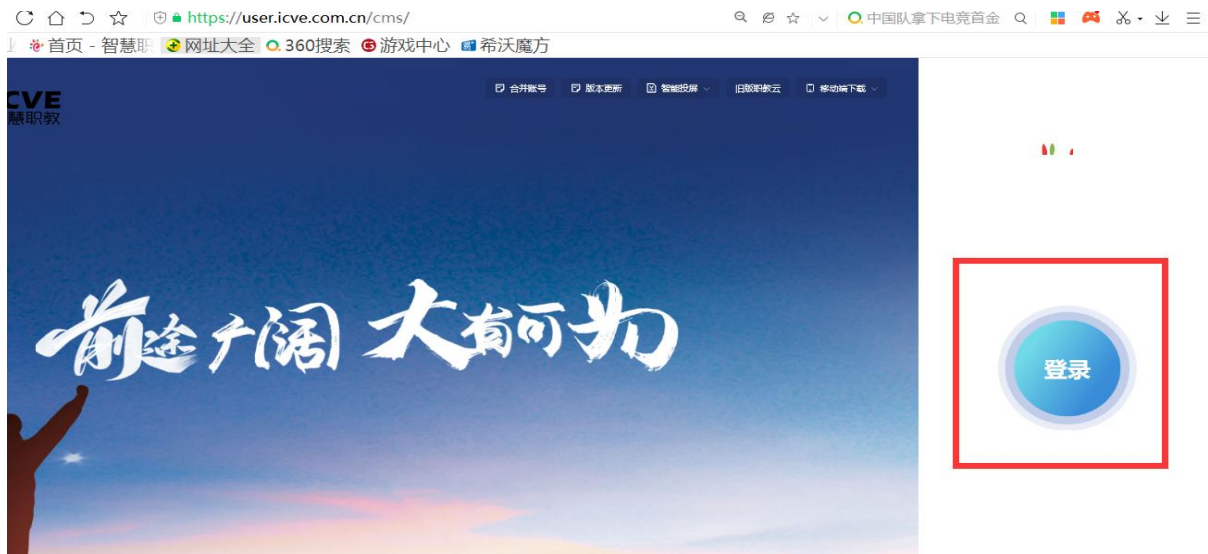 https://user.icve.com.cn/cms/ 中国队拿下电竞首金
首页 - 智慧职 网址大全 360搜索 游戏中心 希沃魔方
合并账号 版本更新 智能投屏 旧版职教云 移动端下载
CVE
慧职教
前途广阔 大有可为
登录